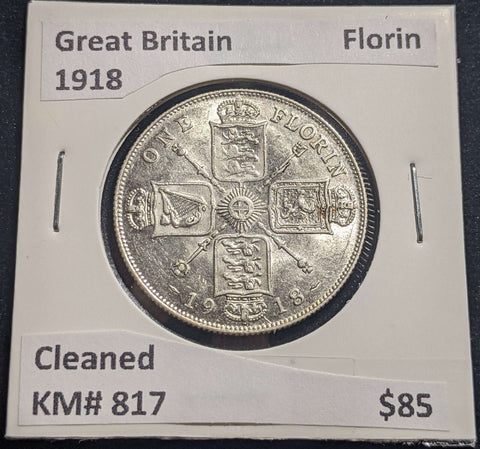 Great Britain Florin
1918
ONE FLORIN
1918
Cleaned
KM# 817 $85